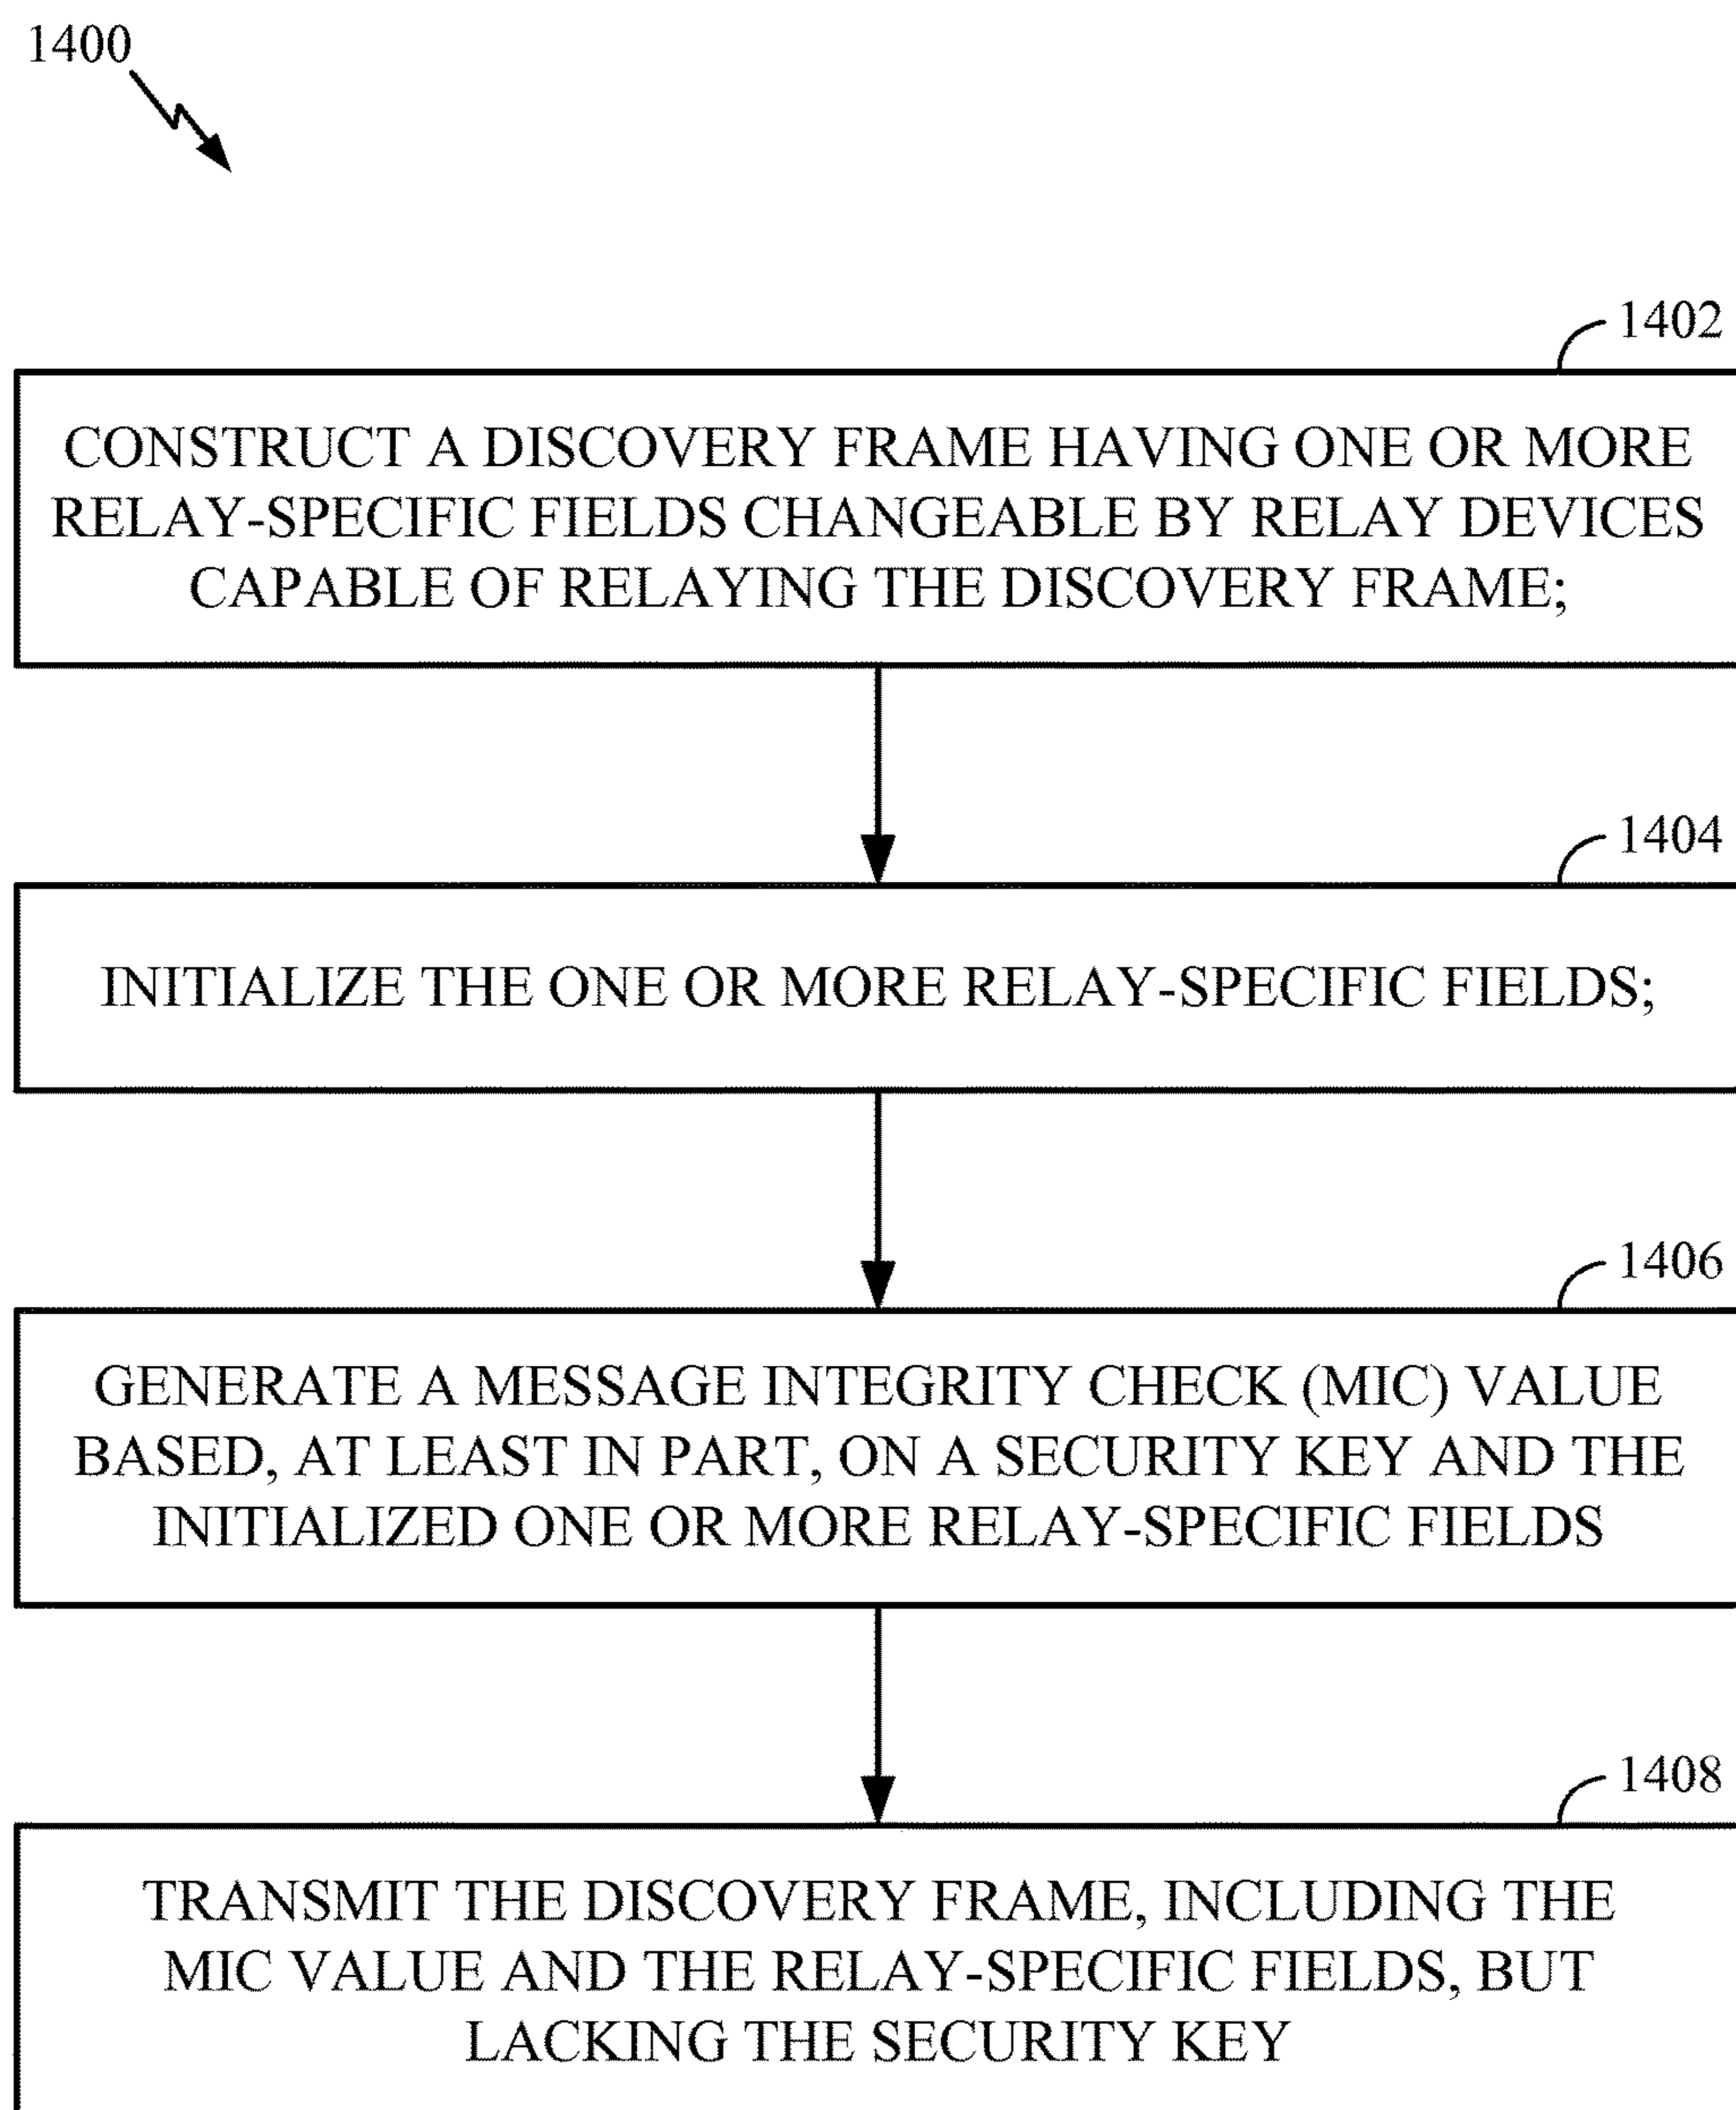 1400
1402
CONSTRUCT A DISCOVERY FRAME HAVING ONE OR MORE
RELAY-SPECIFIC FIELDS CHANGEABLE BY RELAY DEVICES
CAPABLE OF RELAYING THE DISCOVERY FRAME;
1404
INITIALIZE THE ONE OR MORE RELAY-SPECIFIC FIELDS;
1406
GENERATE A MESSAGE INTEGRITY CHECK (MIC) VALUE
BASED, AT LEAST IN PART, ON A SECURITY KEY AND THE
INITIALIZED ONE OR MORE RELAY-SPECIFIC FIELDS
1408
TRANSMIT THE DISCOVERY FRAME, INCLUDING THE
MIC VALUE AND THE RELAY-SPECIFIC FIELDS, BUT
LACKING THE SECURITY KEY